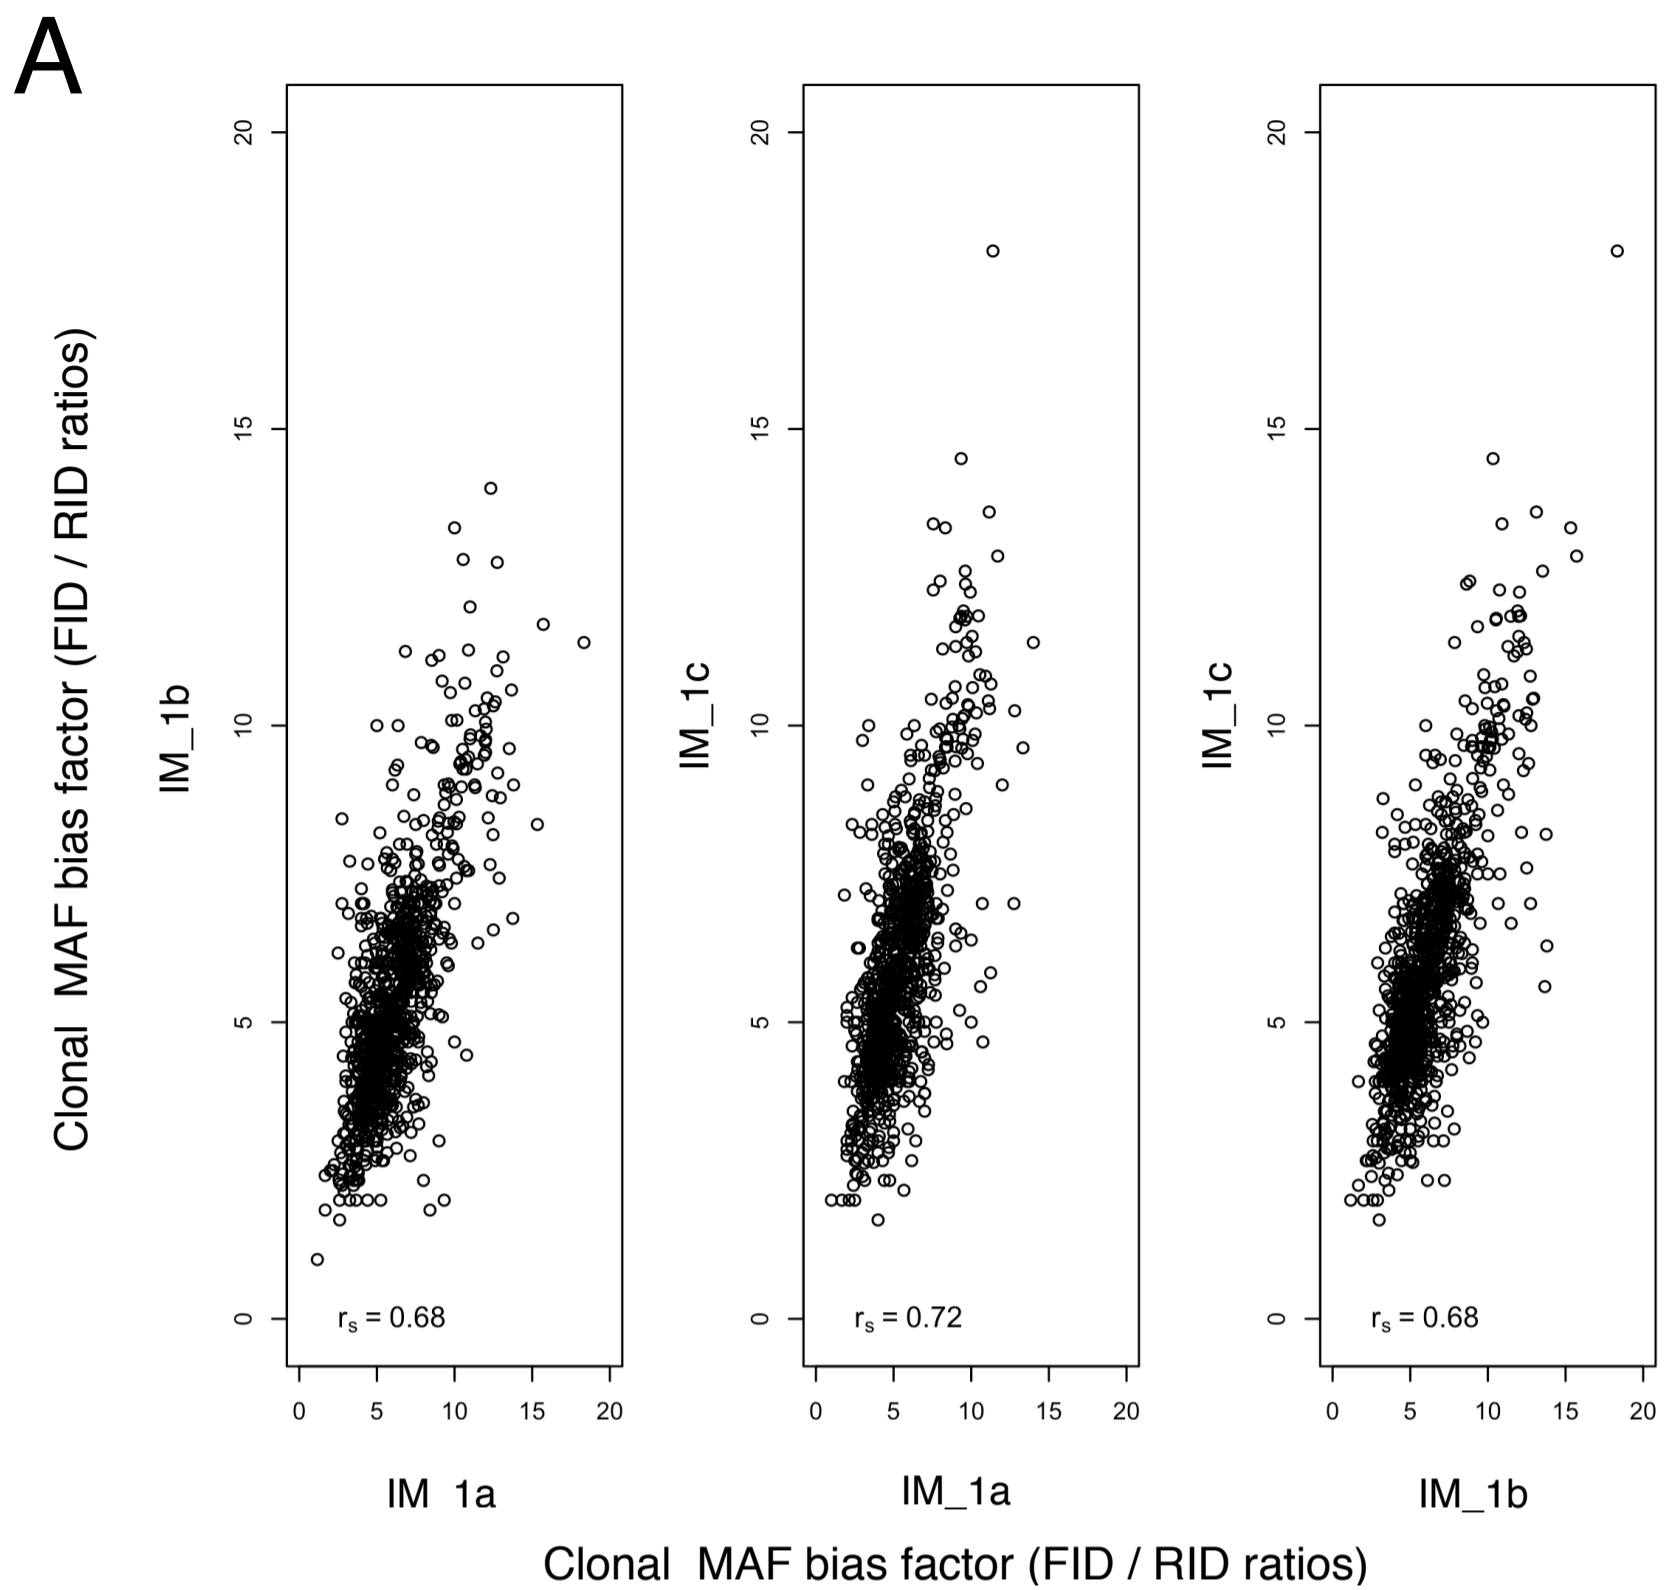 A
Clonal MAF bias factor (FID / RID ratios)
IM_1b
20
15
10
5
0
rs = 0.68
0 5 10 15 20
IM 1a
IM_1c
20
15
10
5
0
rs = 0.72
0 5 10 15 20
IM_1a
IM_1c
20
15
10
5
0
rs = 0.68
0 5 10 15 20
IM_1b
Clonal MAF bias factor (FID / RID ratios)